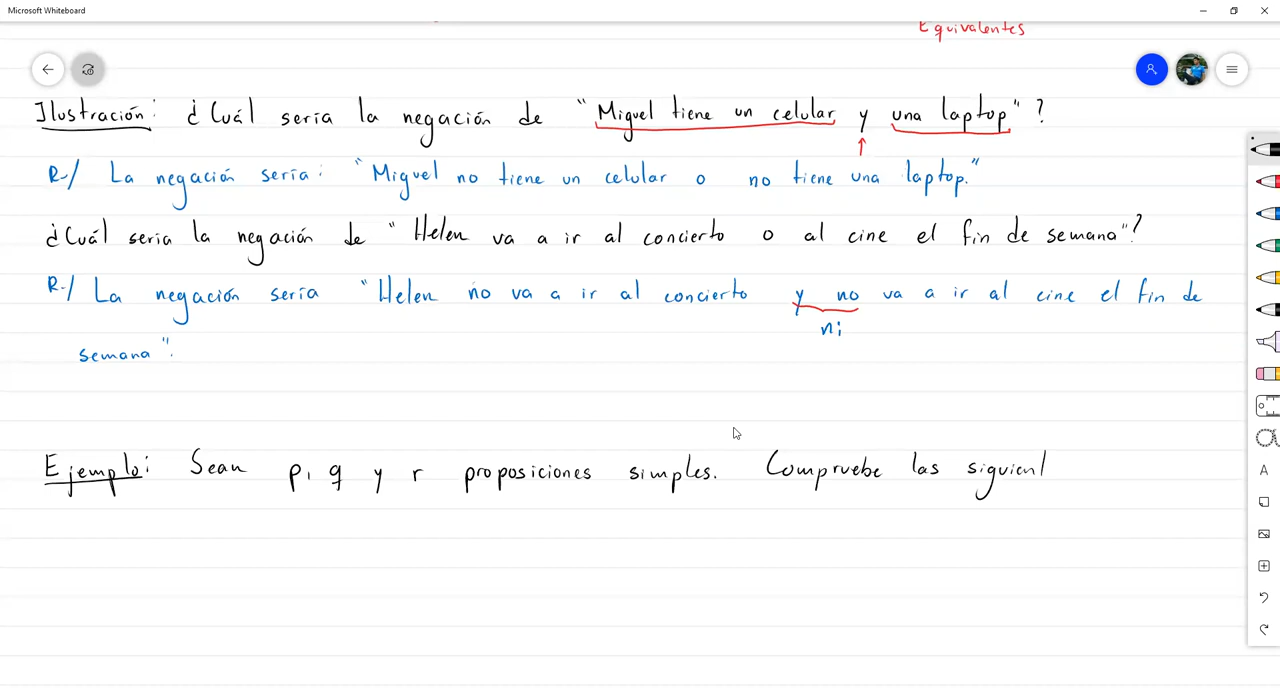 Microsoft Whiteboard
Equivalentes
Ilustración: ¿Cuál sería la negación de "Miguel tiene un celular y una laptop"?
R-/ La negación sería: "Miguel no tiene un celular o no tiene una laptop."
¿Cuál sería la negación de "Helen va a ir al concierto o al cine el fin de semana"?
R-/ La negación sería "Helen no va a ir al concierto y no va a ir al cine el fin de
ni
semana".
Ejemplo: Sean p, q y r proposiciones simples. Compruebe las siguient